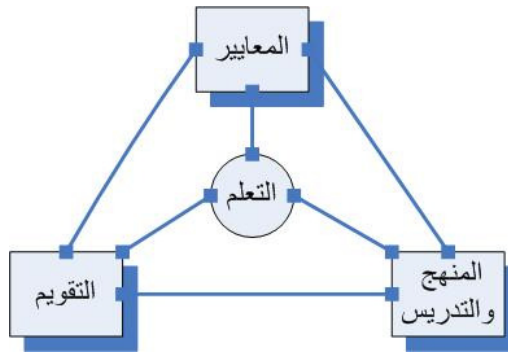 المعايير
التعلم
المنهج
والتدريس
التقويم